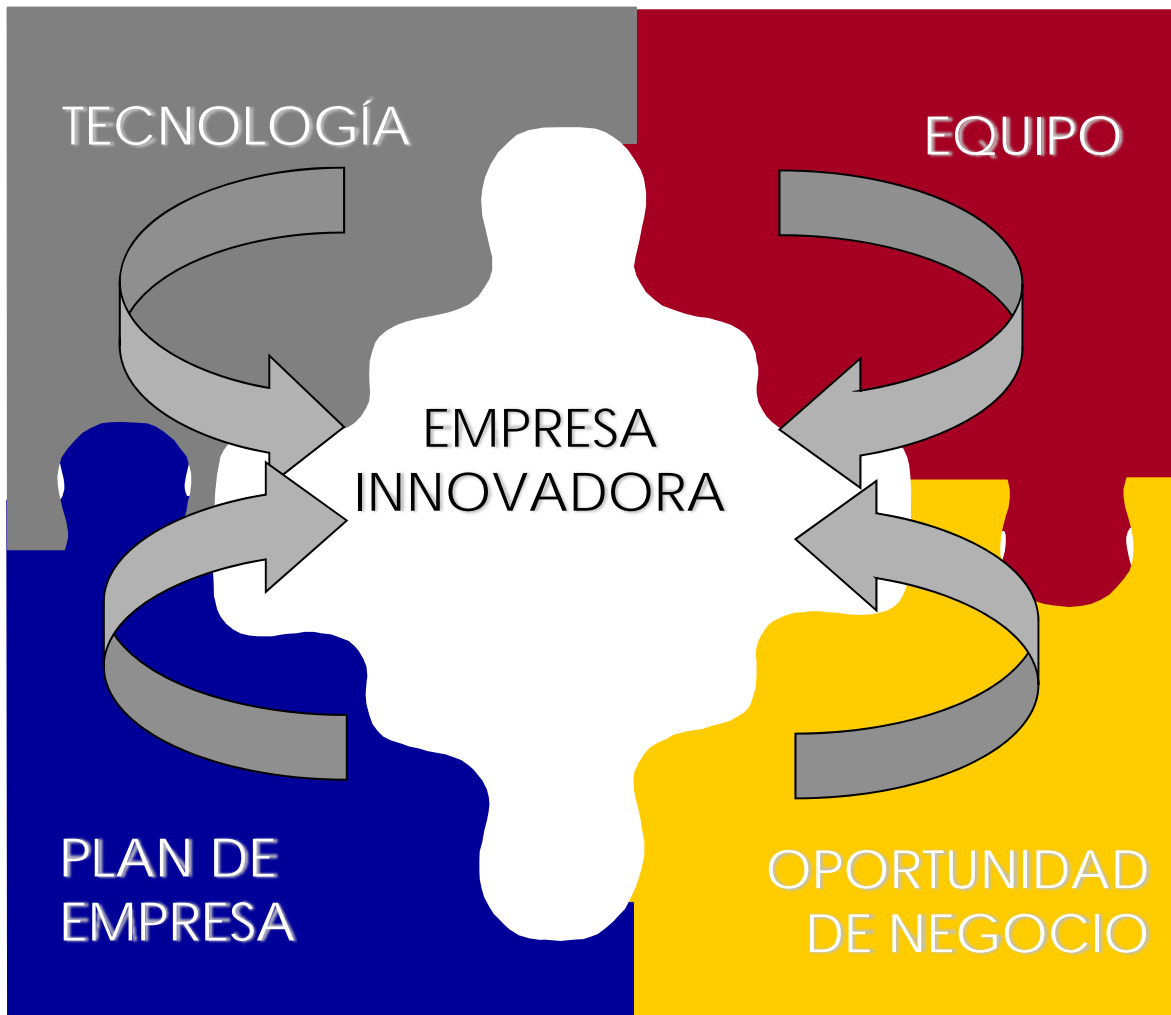 TECNOLOGÍA
EQUIPO
EMPRESA
INNOVADORA
PLAN DE
EMPRESA
OPORTUNIDAD
DE NEGOCIO